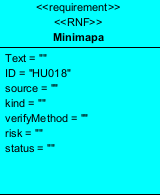 <<requirement>>
<<RNF>>
Minimapa
Text = ""
ID = "HU018"
source = ""
kind = ""
verifyMethod = ""
risk = ""
status = ""